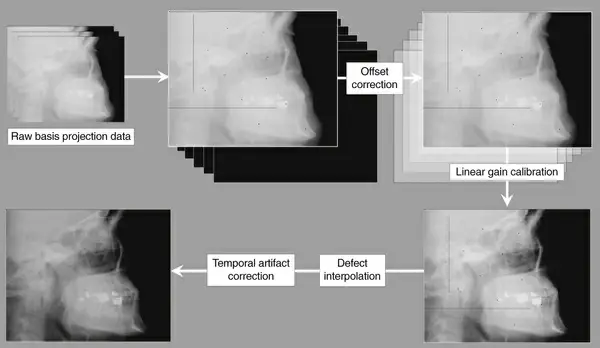 Raw basis projection data
Offset
correction
Linear gain calibration
Temporal artifact
correction
Defect
interpolation